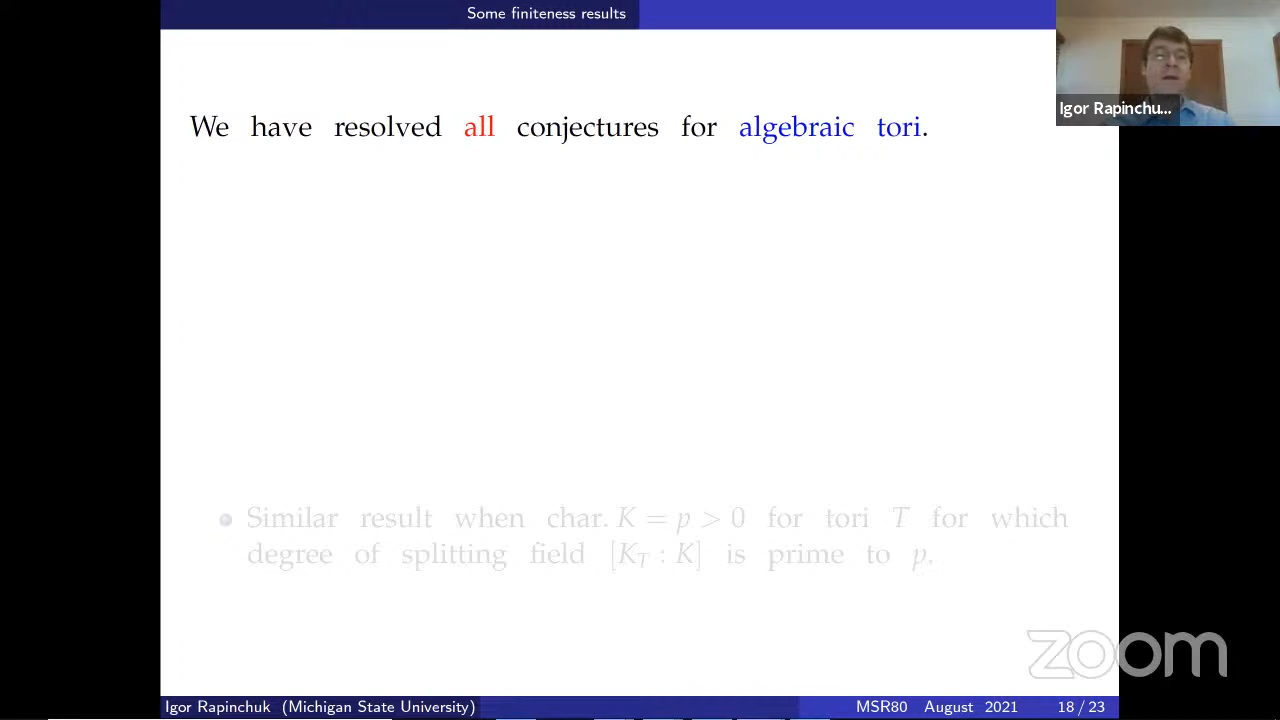 Some finiteness results
Igor Rapinchu...
We have resolved all conjectures for algebraic tori.
Similar result when char. K = p > 0 for tori T for which
degree of splitting field [K_T : K] is prime to p.
zoom
Igor Rapinchuk (Michigan State University) MSR80 August 2021 18 / 23